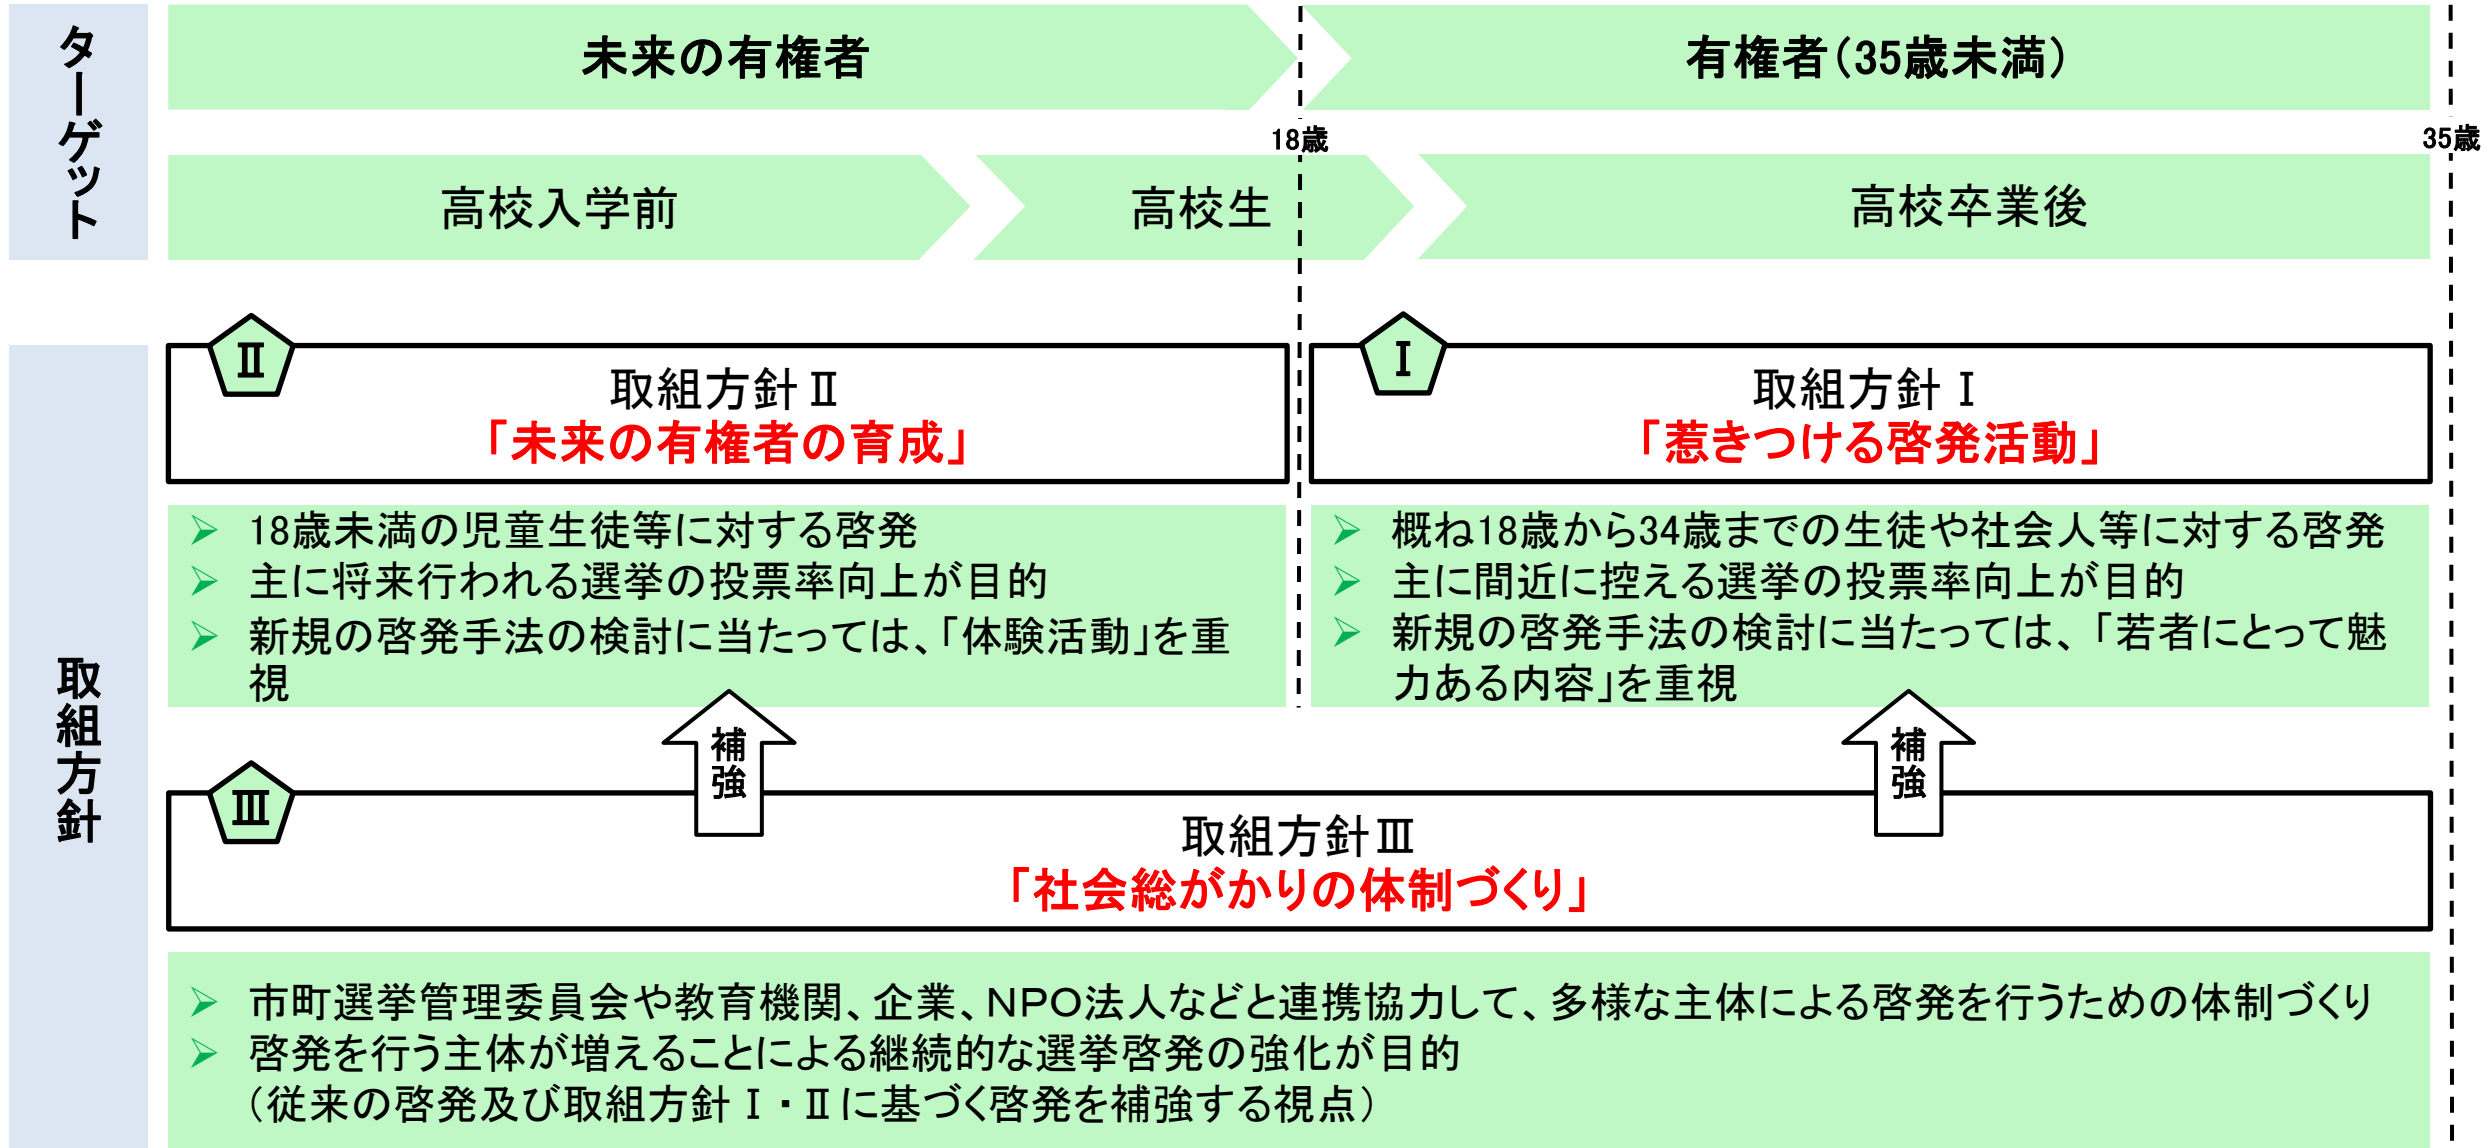 ターゲット
未来の有権者
有権者(35歳未満)
18歳
35歳
高校入学前
高校生
高校卒業後
取組方針
Ⅱ
取組方針Ⅱ
「未来の有権者の育成」
➢ 18歳未満の児童生徒等に対する啓発
➢ 主に将来行われる選挙の投票率向上が目的
➢ 新規の啓発手法の検討に当たっては、「体験活動」を重
視
Ⅰ
取組方針Ⅰ
「惹きつける啓発活動」
➢ 概ね18歳から34歳までの生徒や社会人等に対する啓発
➢ 主に間近に控える選挙の投票率向上が目的
➢ 新規の啓発手法の検討に当たっては、「若者にとって魅
力ある内容」を重視
補強
補強
Ⅲ
取組方針Ⅲ
「社会総がかりの体制づくり」
➢ 市町選挙管理委員会や教育機関、企業、NPO法人などと連携協力して、多様な主体による啓発を行うための体制づくり
➢ 啓発を行う主体が増えることによる継続的な選挙啓発の強化が目的
(従来の啓発及び取組方針Ⅰ・Ⅱに基づく啓発を補強する視点)